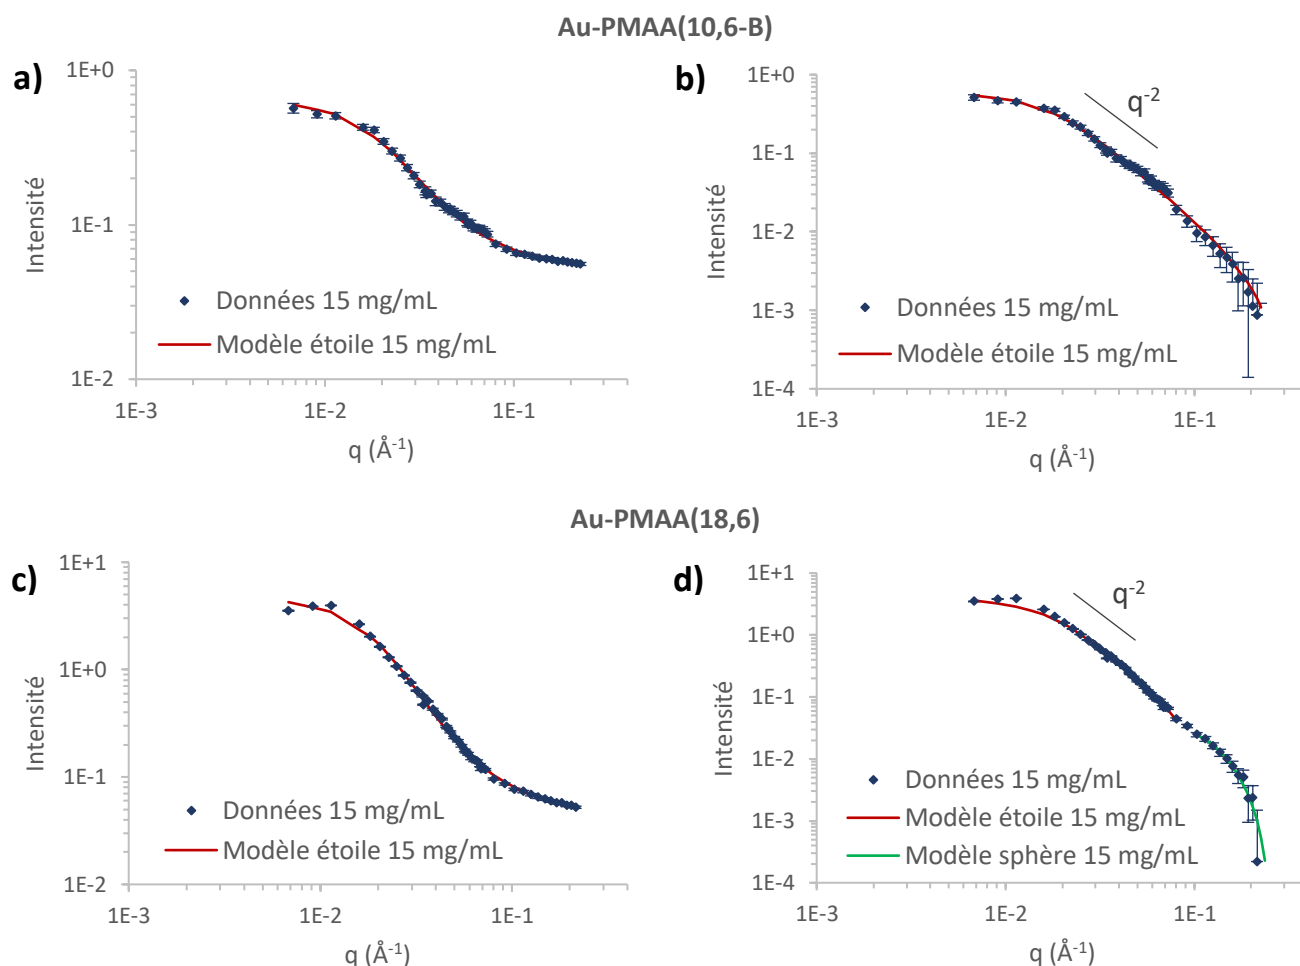 Au-PMAA(10,6-B)
a)
1E+0
1E-1
1E-2
1E-3
1E-2
1E-1
Intensité
q (Å⁻¹)
Données 15 mg/mL
Modèle étoile 15 mg/mL
b)
q⁻²
1E+0
1E-1
1E-2
1E-3
1E-4
1E-3
1E-2
1E-1
Intensité
q (Å⁻¹)
Données 15 mg/mL
Modèle étoile 15 mg/mL
Au-PMAA(18,6)
c)
1E+1
1E+0
1E-1
1E-2
1E-3
1E-2
1E-1
Intensité
q (Å⁻¹)
Données 15 mg/mL
Modèle étoile 15 mg/mL
d)
q⁻²
1E+1
1E+0
1E-1
1E-2
1E-3
1E-4
1E-3
1E-2
1E-1
Intensité
q (Å⁻¹)
Données 15 mg/mL
Modèle étoile 15 mg/mL
Modèle sphère 15 mg/mL